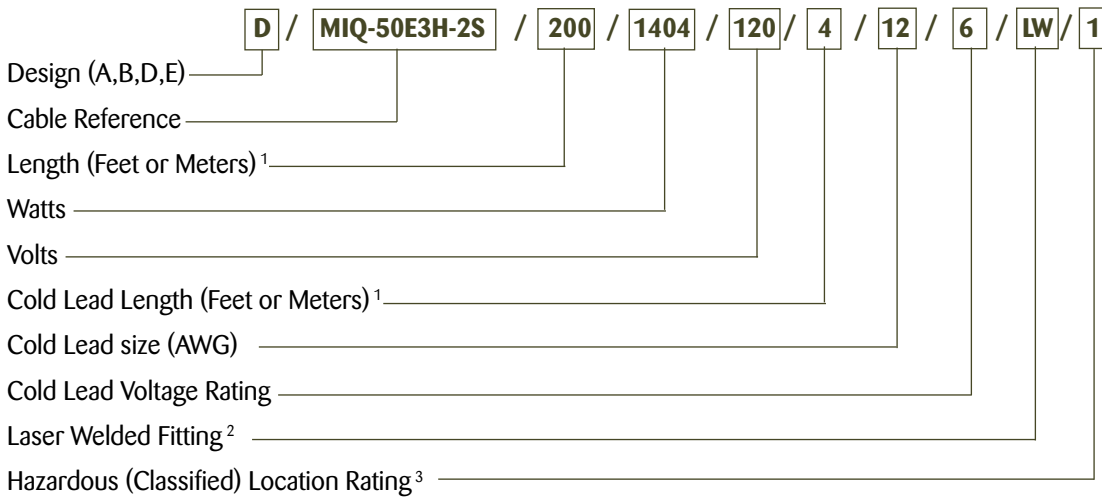 D / MIQ-50E3H-2S / 200 / 1404 / 120 / 4 / 12 / 6 / LW / 1
Design (A,B,D,E)
Cable Reference
Length (Feet or Meters) 1
Watts
Volts
Cold Lead Length (Feet or Meters) 1
Cold Lead size (AWG)
Cold Lead Voltage Rating
Laser Welded Fitting 2
Hazardous (Classified) Location Rating 3